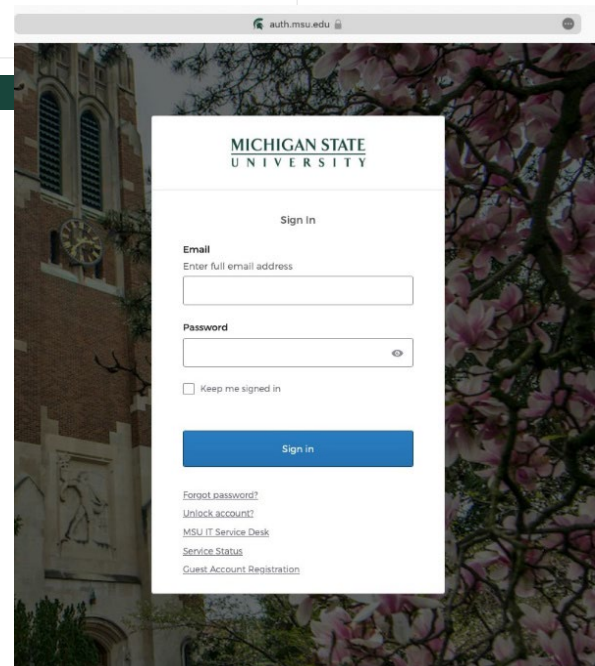 auth.msu.edu
MICHIGAN STATE
UNIVERSITY
Sign In
Email
Enter full email address
Password
Keep me signed in
Sign in
Forgot password?
Unlock account?
MSU IT Service Desk
Service Status
Guest Account Registration